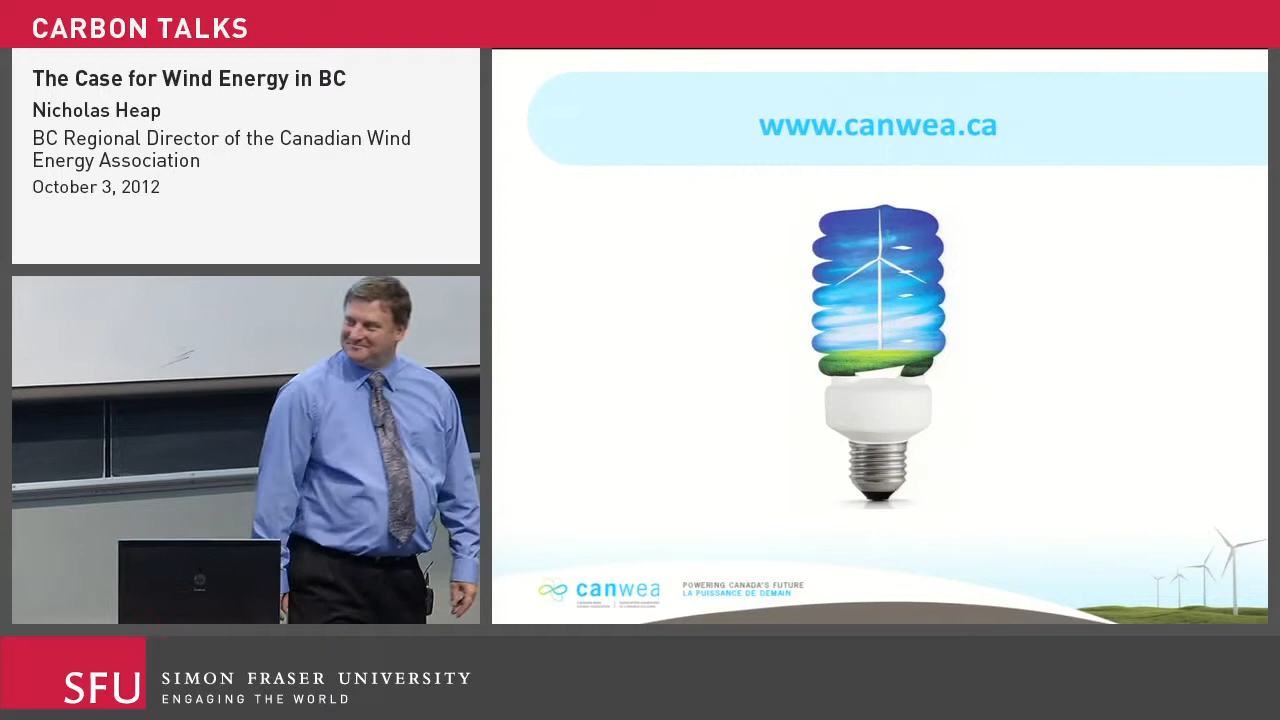 CARBON TALKS
The Case for Wind Energy in BC
Nicholas Heap
BC Regional Director of the Canadian Wind
Energy Association
October 3, 2012
www.canwea.ca
canwea
POWERING CANADA'S FUTURE
LA PUISSANCE DE DEMAIN
SFU
SIMON FRASER UNIVERSITY
ENGAGING THE WORLD